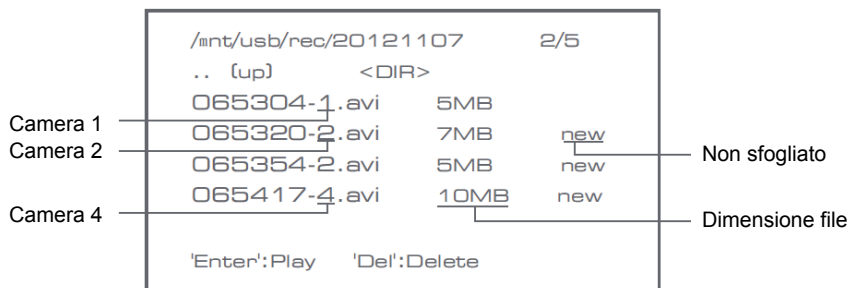 /mnt/usb/rec/20121107 2/5
.. (up) <DIR>
065304-1.avi 5MB
Camera 1
065320-2.avi 7MB new
Camera 2
Non sfogliato
065354-2.avi 5MB new
065417-4.avi 10MB new
Camera 4
Dimensione file
'Enter':Play 'Del':Delete